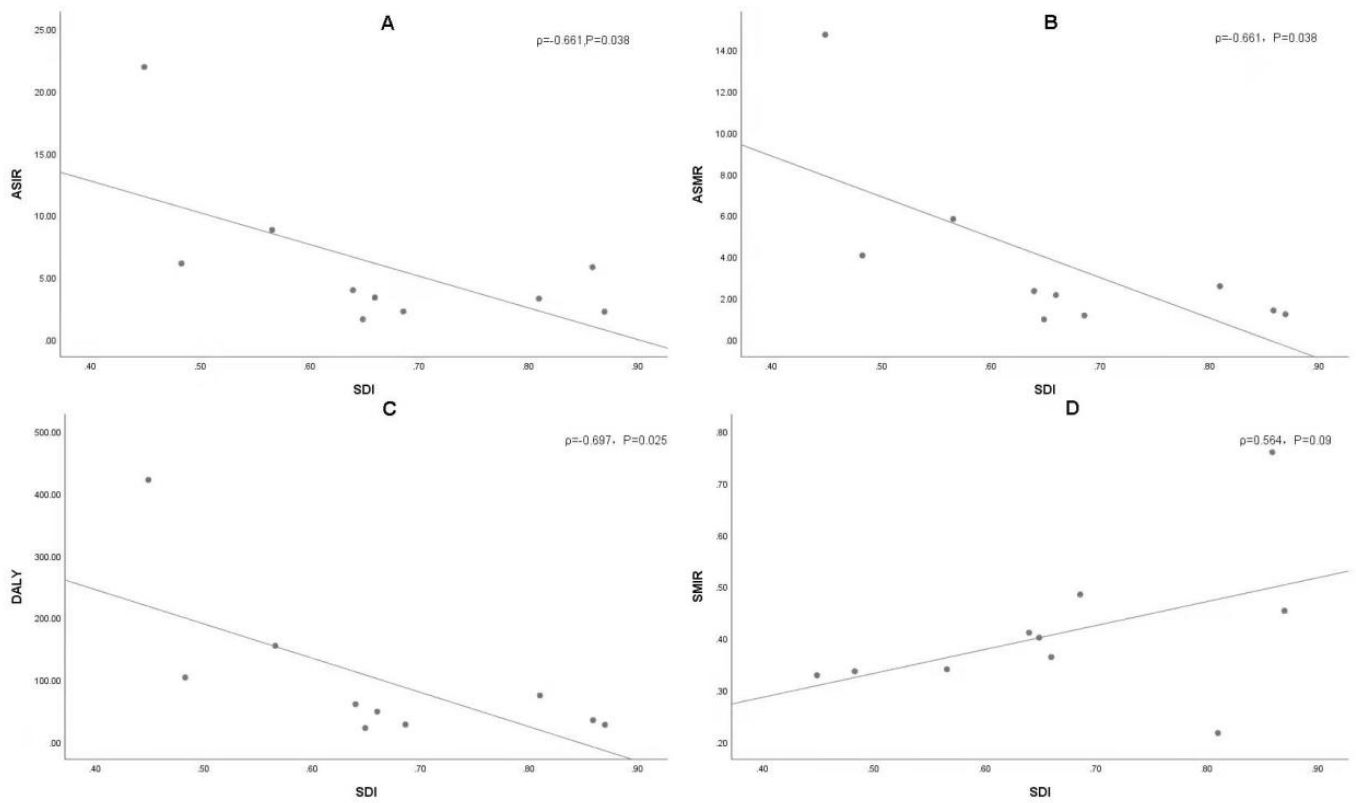 A
ρ=-0.661,P=0.038
25.00
20.00
15.00
10.00
5.00
.00
ASIR
.40 .50 .60 .70 .80 .90
SDI
B
ρ=-0.661, P=0.038
14.00
12.00
10.00
8.00
6.00
4.00
2.00
.00
ASMR
.40 .50 .60 .70 .80 .90
SDI
C
ρ=-0.697, P=0.025
500.00
400.00
300.00
200.00
100.00
.00
DALY
.40 .50 .60 .70 .80 .90
SDI
D
ρ=0.564, P=0.09
.80
.70
.60
.50
.40
.30
.20
SMIR
.40 .50 .60 .70 .80 .90
SDI